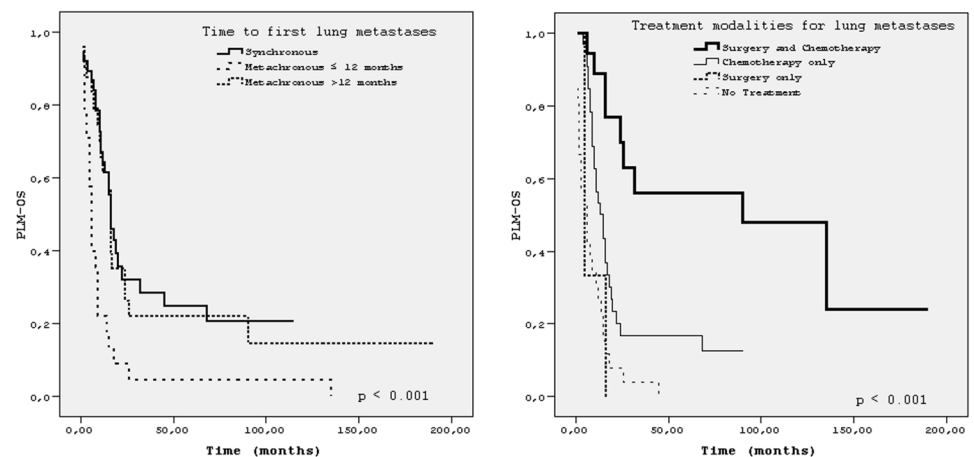 Time to first lung metastases
Synchronous
Metachronous ≤ 12 months
Metachronous >12 months
1,0
0,8
0,6
0,4
0,2
0,0
PLM-OS
p < 0.001
0,00 50,00 100,00 150,00 200,00
Time (months)
Treatment modalities for lung metastases
Surgery and Chemotherapy
Chemotherapy only
Surgery only
No Treatment
1,0
0,8
0,6
0,4
0,2
0,0
PLM-OS
p < 0.001
0,00 50,00 100,00 150,00 200,00
Time (months)